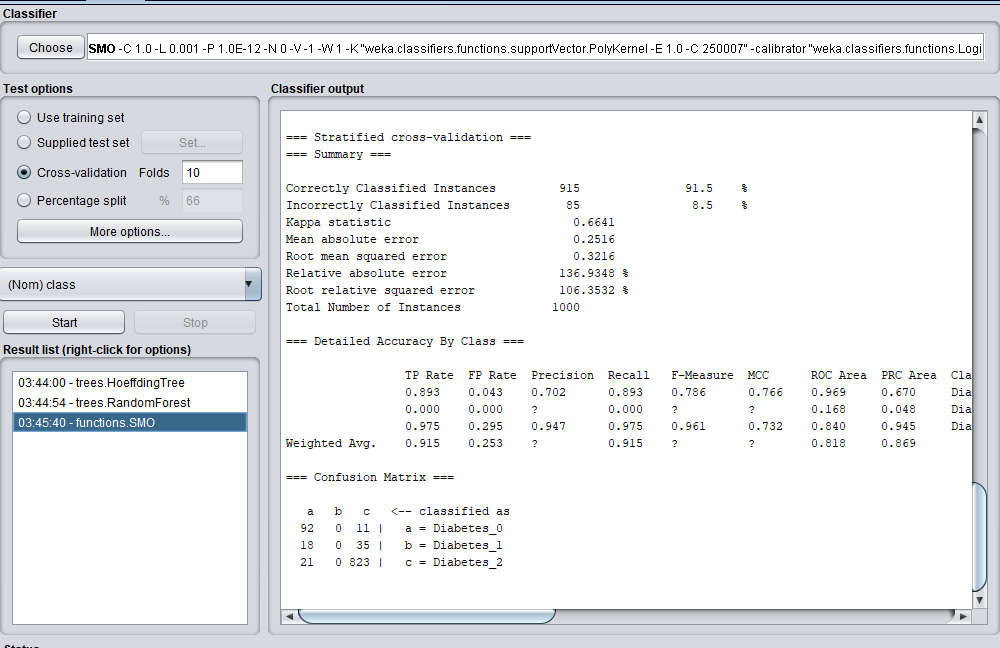 Classifier
Choose SMO -C 1.0 -L 0.001 -P 1.0E-12 -N 0 -V -1 -W 1 -K "weka.classifiers.functions.supportVector.PolyKernel -E 1.0 -C 250007" -calibrator "weka.classifiers.functions.Logi
Test options
Use training set
Supplied test set Set...
Cross-validation Folds 10
Percentage split % 66
More options...
(Nom) class
Start Stop
Result list (right-click for options)
03:44:00 - trees.HoeffdingTree
03:44:54 - trees.RandomForest
03:45:40 - functions.SMO
Classifier output
=== Stratified cross-validation ===
=== Summary ===
Correctly Classified Instances 915 91.5 %
Incorrectly Classified Instances 85 8.5 %
Kappa statistic 0.6641
Mean absolute error 0.2516
Root mean squared error 0.3216
Relative absolute error 136.9348 %
Root relative squared error 106.3532 %
Total Number of Instances 1000
=== Detailed Accuracy By Class ===
TP Rate FP Rate Precision Recall F-Measure MCC ROC Area PRC Area Cla
0.893 0.043 0.702 0.893 0.786 0.766 0.969 0.670 Dia
0.000 0.000 ? 0.000 ? ? 0.168 0.048 Dia
0.975 0.295 0.947 0.975 0.961 0.732 0.840 0.945 Dia
Weighted Avg. 0.915 0.253 ? 0.915 ? ? 0.818 0.869
=== Confusion Matrix ===
a b c <-- classified as
92 0 11 | a = Diabetes_0
18 0 35 | b = Diabetes_1
21 0 823 | c = Diabetes_2
Status